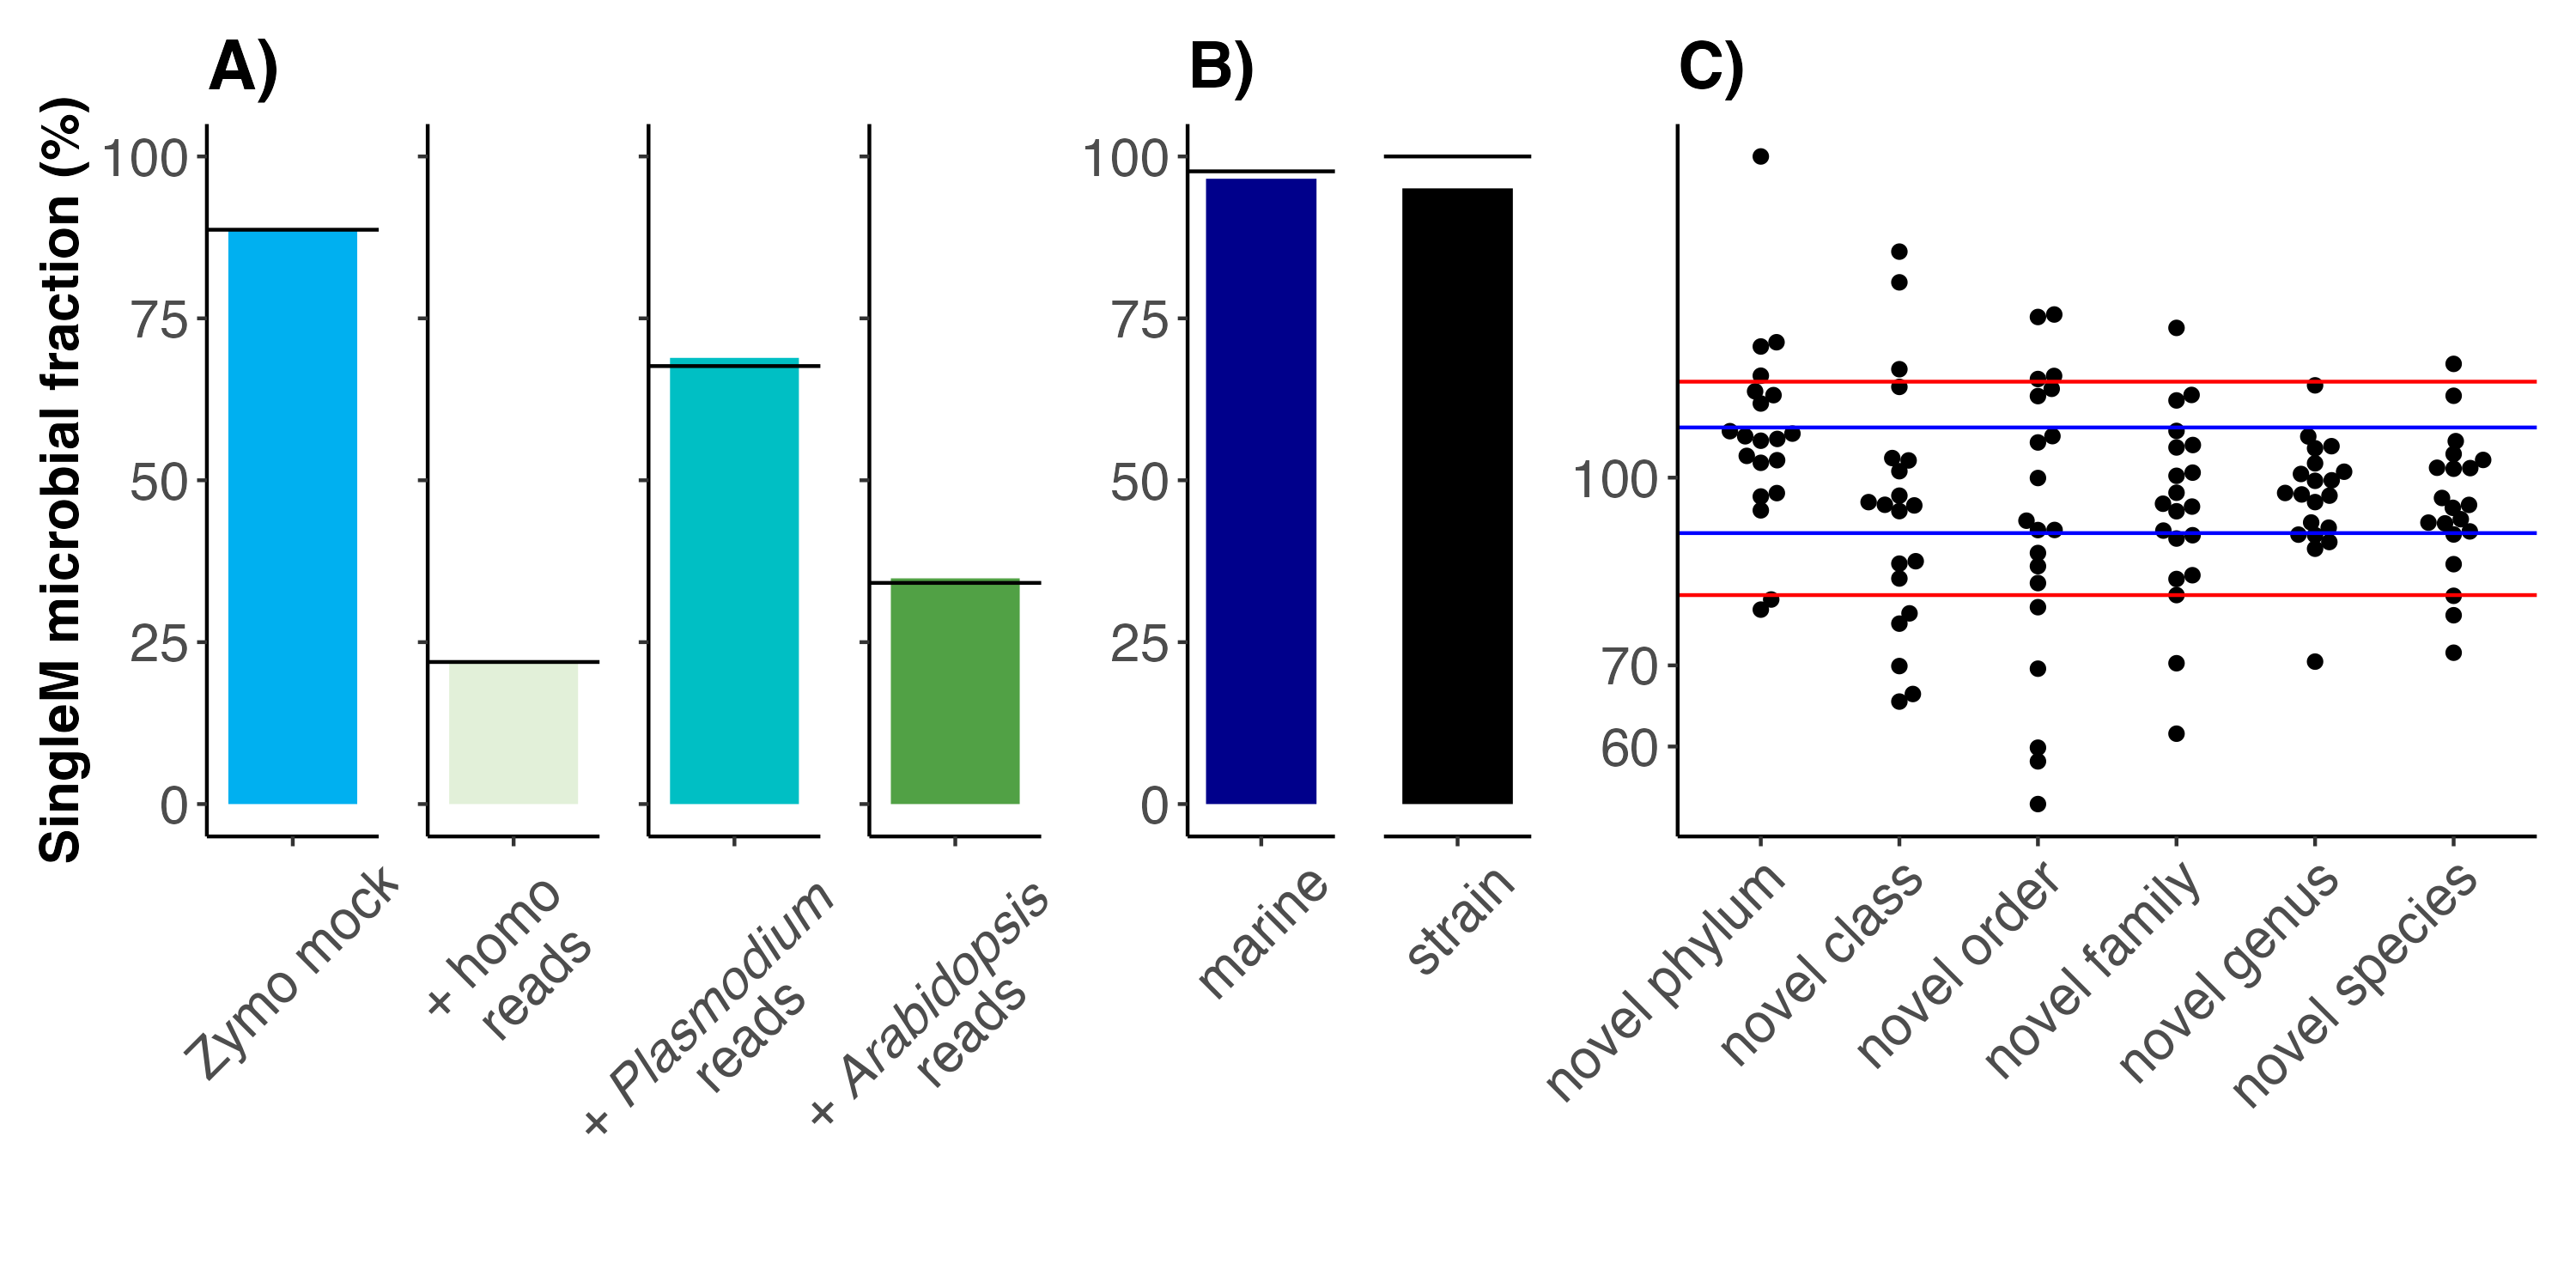 A)
B)
C)
SingleM microbial fraction (%)
100
75
50
25
0
Zymo mock
+ homo
reads
+ Plasmodium
reads
+ Arabidopsis
reads
100
75
50
25
0
marine
strain
100
70
60
novel phylum
novel class
novel order
novel family
novel genus
novel species